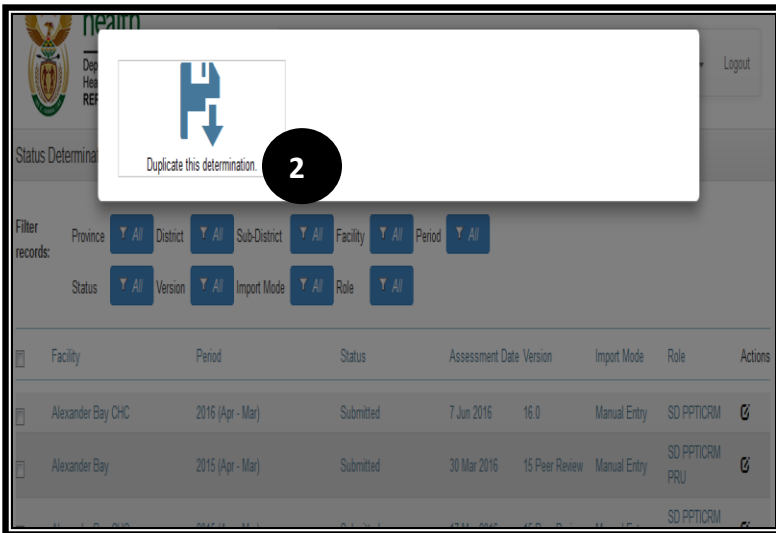 health
Dep
Hea
REP
Logout
Duplicate this determination.
2
Status Determinat
Filter records:
Province All District All Sub-District All Facility All Period All
Status All Version All Import Mode All Role All
Facility Period Status Assessment Date Version Import Mode Role Actions
Alexander Bay CHC 2016 (Apr - Mar) Submitted 7 Jun 2016 16.0 Manual Entry SD PPTICRM
Alexander Bay 2015 (Apr - Mar) Submitted 30 Mar 2016 15 Peer Review Manual Entry SD PPTICRM PRU
SD PPTICRM